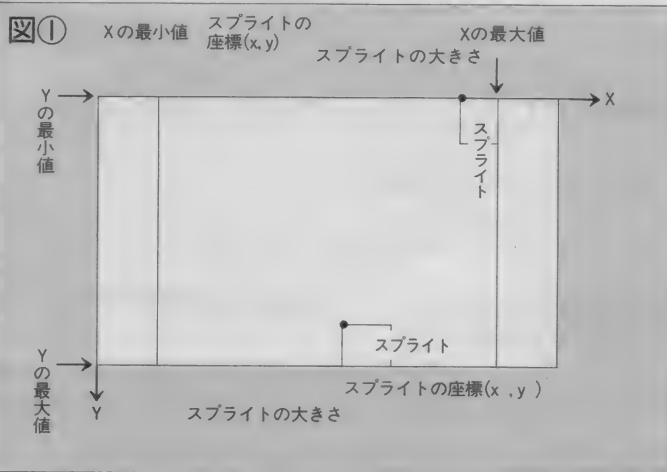 図①
Xの最小値
スプライトの
座標(x,y)
Xの最大値
スプライトの大きさ
X
Yの最小値
スプライト
スプライト
Yの最大値
スプライトの座標(x ,y )
Y
スプライトの大きさ